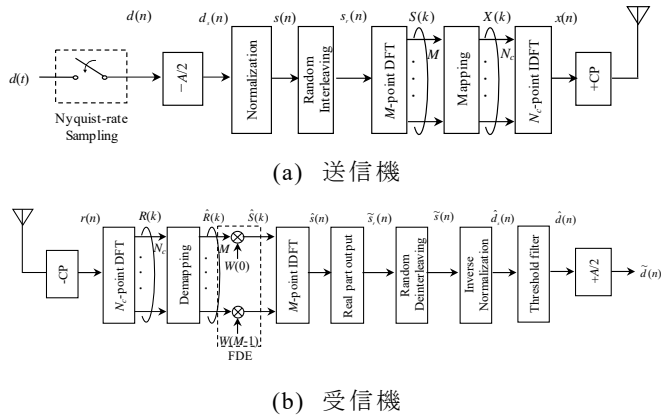 d(n) d_s(n) s(n) s_r(n) S(k) X(k) x(n)
d(t)
Nyquist-rate
Sampling
−A/2
Normalization
Random
Interleaving
M-point DFT
M
Mapping
N_c
N_c-point IDFT
+CP
(a) 送信機
r(n) R(k) R̂(k) Ŝ(k) ŝ(n) s̃_r(n) s̃(n) d̂_s(n) d̂(n)
-CP
N_c-point DFT
N_c
Demapping
M
W(0)
W(M-1)
FDE
M-point IDFT
Real part output
Random
Deinterleaving
Inverse
Normalization
Threshold filter
+A/2
d̃(n)
(b) 受信機